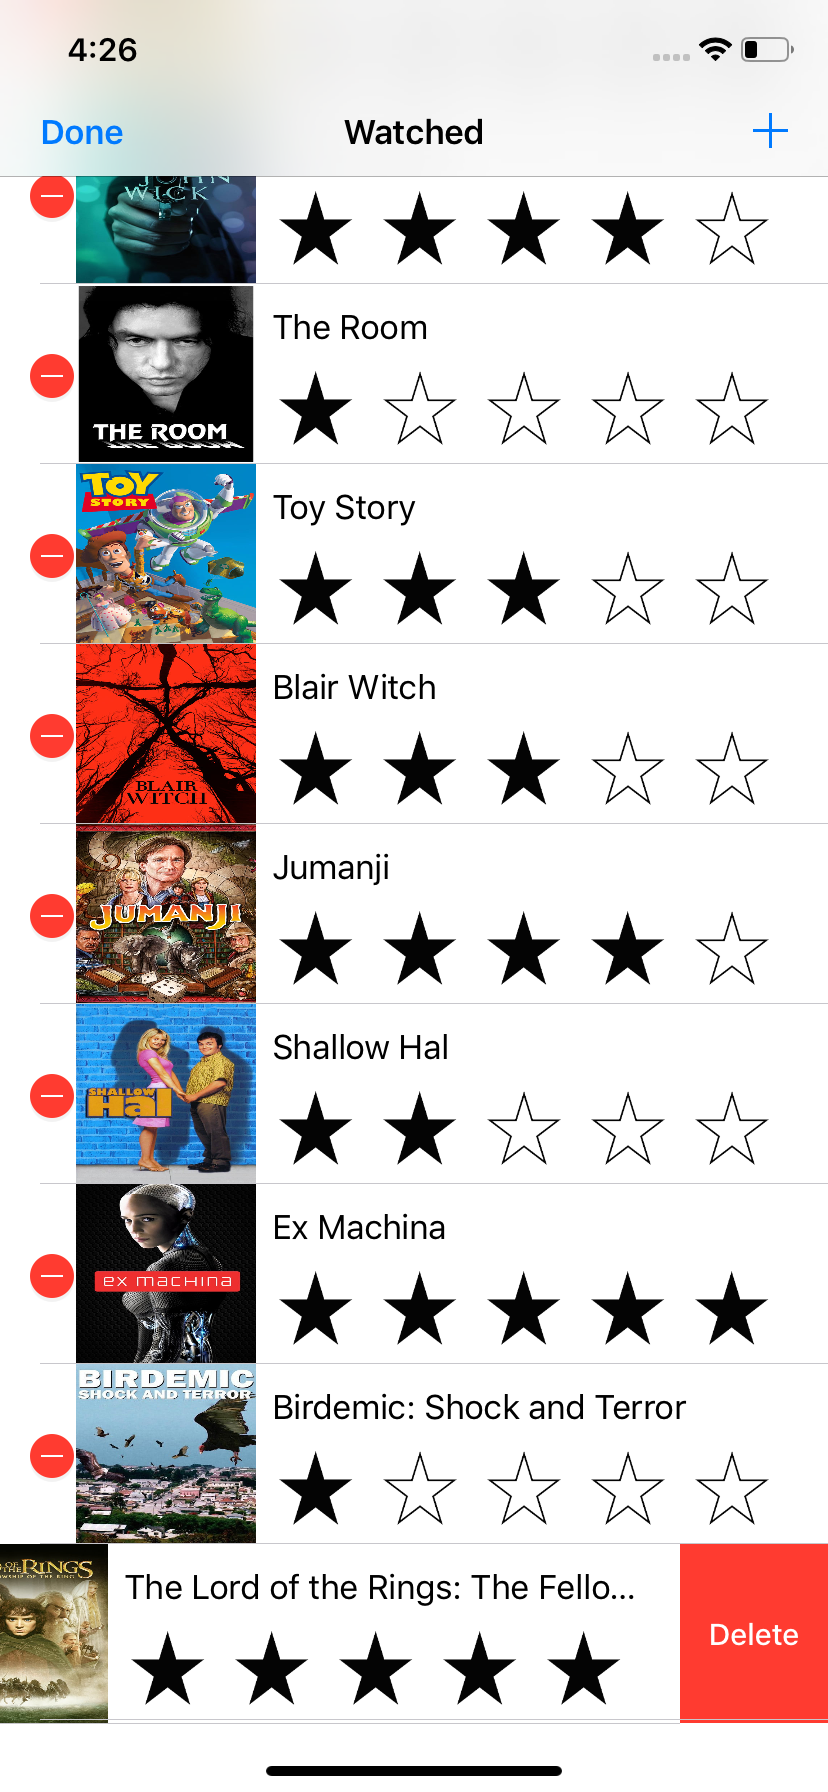 4:26
Done
Watched
JOHN
WICK
The Room
THE ROOM
Toy Story
TOY
STORY
Blair Witch
BLAIR
WITCH
Jumanji
JUMANJI
Shallow Hal
SHALLOW
Hal
Ex Machina
ex machina
BIRDEMIC
SHOCK AND TERROR
Birdemic: Shock and Terror
OF THE RINGS
The Lord of the Rings: The Fello...
Delete